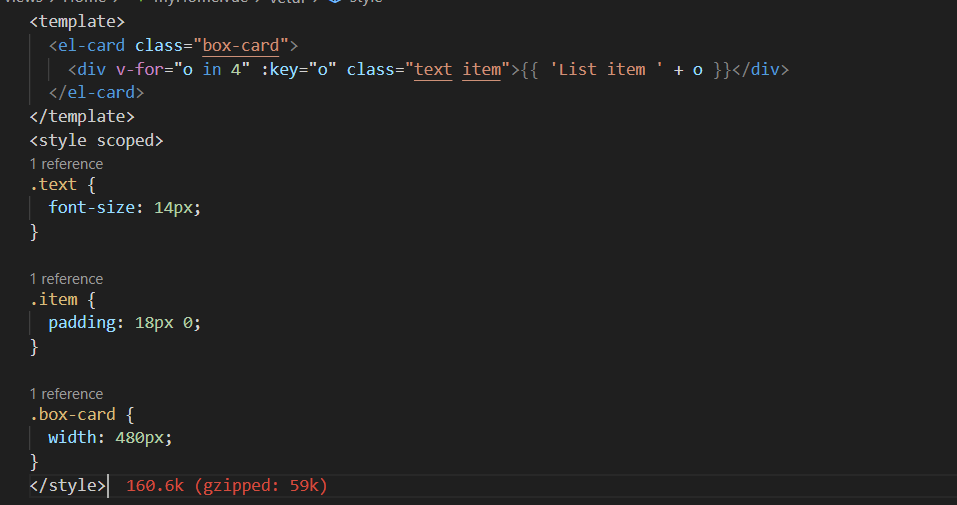 <template>
<el-card class="box-card">
<div v-for="o in 4" :key="o" class="text item">{{ 'List item ' + o }}</div>
</el-card>
</template>
<style scoped>
1 reference
.text {
font-size: 14px;
}
1 reference
.item {
padding: 18px 0;
}
1 reference
.box-card {
width: 480px;
}
</style> 160.6k (gzipped: 59k)